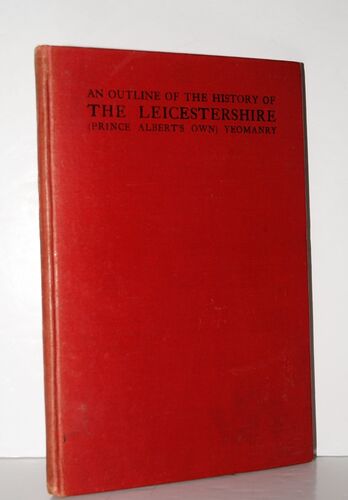 AN OUTLINE OF THE HISTORY OF
THE LEICESTERSHIRE
(PRINCE ALBERT'S OWN) YEOMANRY